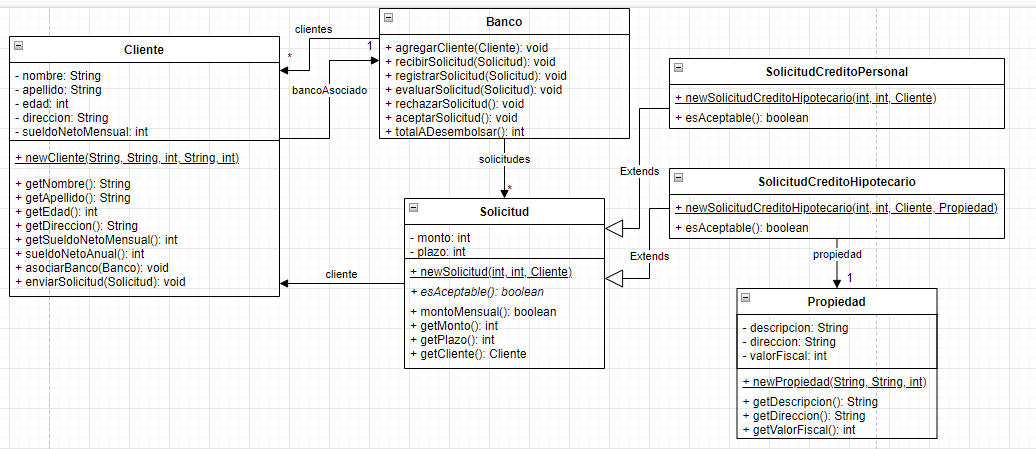 Cliente
- nombre: String
- apellido: String
- edad: int
- direccion: String
- sueldoNetoMensual: int
+ newCliente(String, String, int, String, int)
+ getNombre(): String
+ getApellido(): String
+ getEdad(): int
+ getDireccion(): String
+ getSueldoNetoMensual(): int
+ sueldoNetoAnual(): int
+ asociarBanco(Banco): void
+ enviarSolicitud(Solicitud): void
clientes
*
1
bancoAsociado
Banco
+ agregarCliente(Cliente): void
+ recibirSolicitud(Solicitud): void
+ registrarSolicitud(Solicitud): void
+ evaluarSolicitud(Solicitud): void
+ rechazarSolicitud(): void
+ aceptarSolicitud(): void
+ totalADesembolsar(): int
solicitudes
*
cliente
Solicitud
- monto: int
- plazo: int
+ newSolicitud(int, int, Cliente)
+ esAceptable(): boolean
+ montoMensual(): boolean
+ getMonto(): int
+ getPlazo(): int
+ getCliente(): Cliente
Extends
Extends
SolicitudCreditoPersonal
+ newSolicitudCreditoHipotecario(int, int, Cliente)
+ esAceptable(): boolean
SolicitudCreditoHipotecario
+ newSolicitudCreditoHipotecario(int, int, Cliente, Propiedad)
+ esAceptable(): boolean
propiedad
1
Propiedad
- descripcion: String
- direccion: String
- valorFiscal: int
+ newPropiedad(String, String, int)
+ getDescripcion(): String
+ getDireccion(): String
+ getValorFiscal(): int